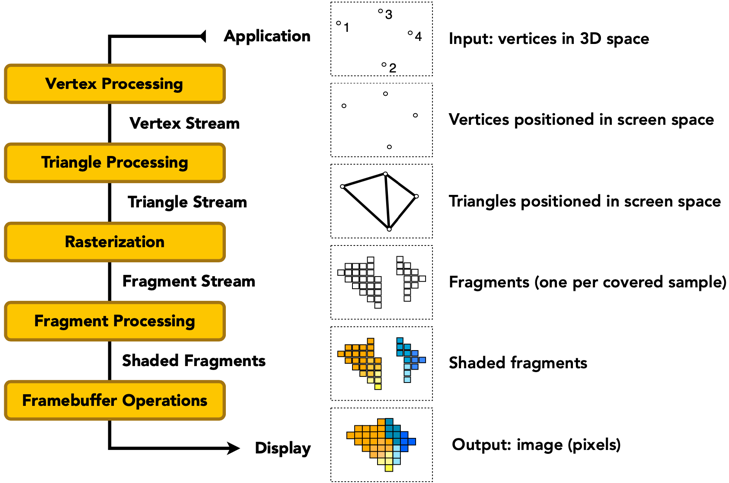 Application
1
3
4
2
Input: vertices in 3D space
Vertex Processing
Vertex Stream
Vertices positioned in screen space
Triangle Processing
Triangle Stream
Triangles positioned in screen space
Rasterization
Fragment Stream
Fragments (one per covered sample)
Fragment Processing
Shaded Fragments
Shaded fragments
Framebuffer Operations
Display
Output: image (pixels)